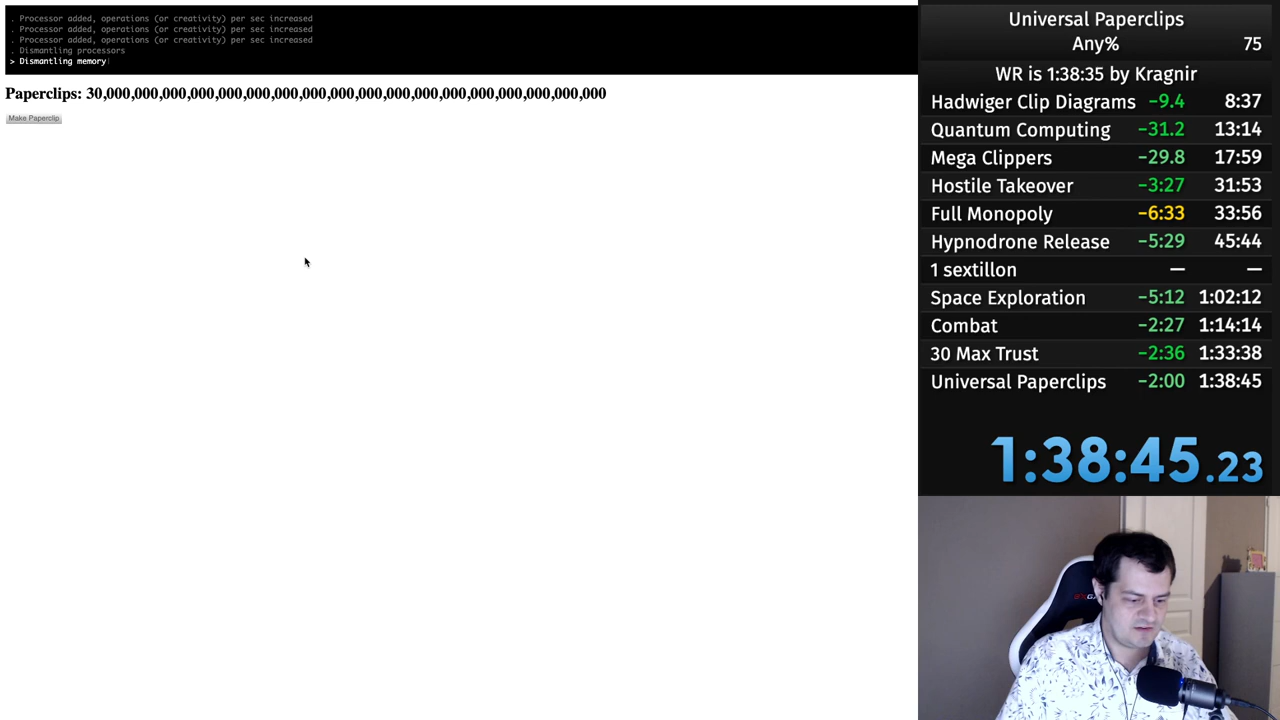 . Processor added, operations (or creativity) per sec increased
. Processor added, operations (or creativity) per sec increased
. Processor added, operations (or creativity) per sec increased
. Dismantling processors
> Dismantling memory
Paperclips: 30,000,000,000,000,000,000,000,000,000,000,000,000,000,000,000,000,000,000
Make Paperclip
Universal Paperclips
Any% 75
WR is 1:38:35 by Kragnir
Hadwiger Clip Diagrams −9.4 8:37
Quantum Computing −31.2 13:14
Mega Clippers −29.8 17:59
Hostile Takeover −3:27 31:53
Full Monopoly −6:33 33:56
Hypnodrone Release −5:29 45:44
1 sextillon — —
Space Exploration −5:12 1:02:12
Combat −2:27 1:14:14
30 Max Trust −2:36 1:33:38
Universal Paperclips −2:00 1:38:45
1:38:45.23